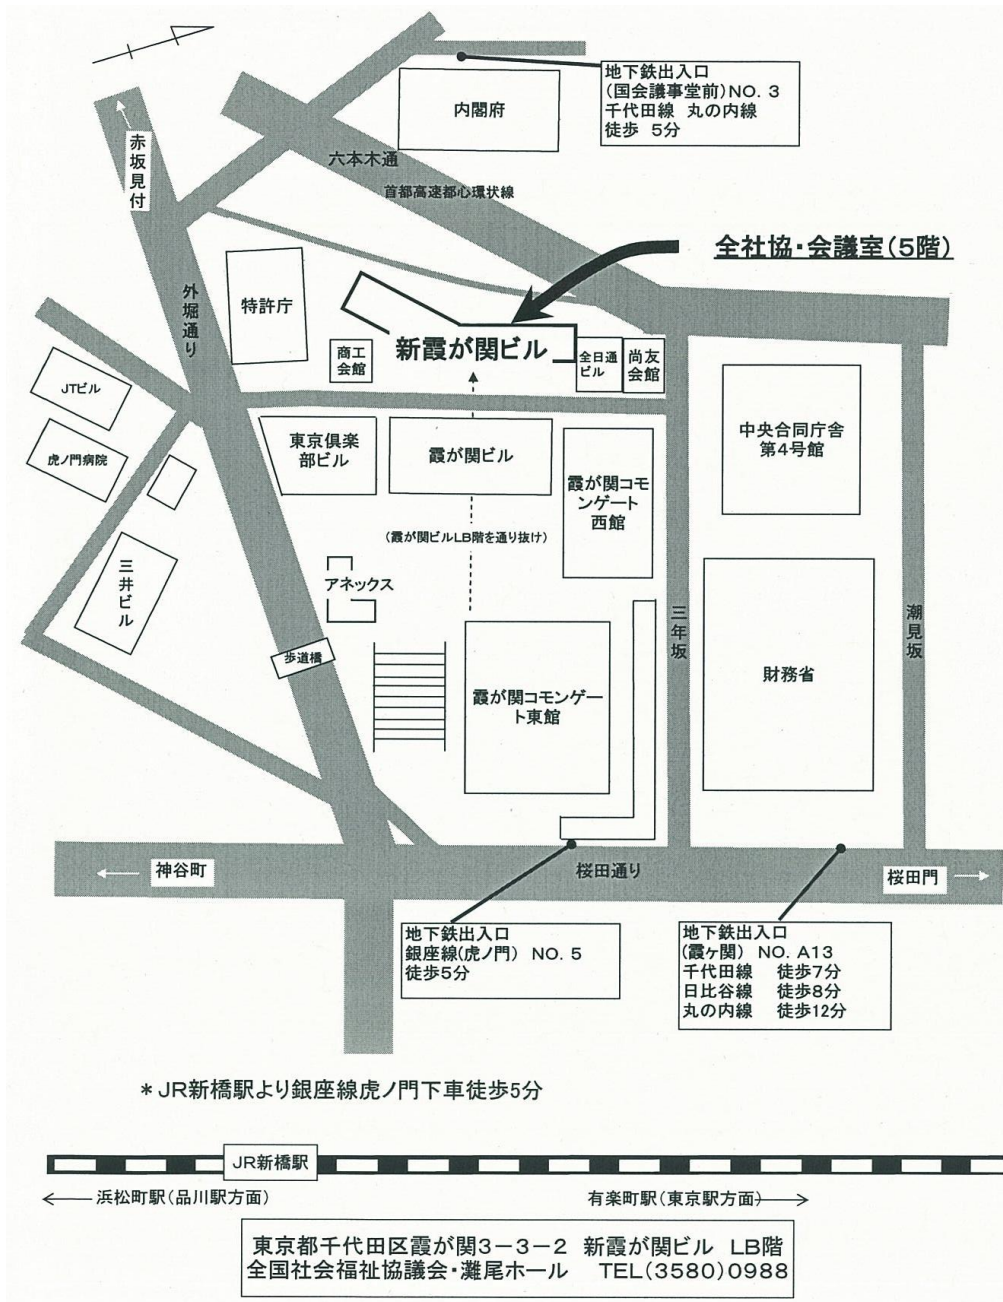 地下鉄出入口
(国会議事堂前)NO. 3
千代田線 丸の内線
徒歩 5分
内閣府
赤坂見付
六本木通
首都高速都心環状線
全社協・会議室(5階)
外堀通り
特許庁
商工
会館
新霞が関ビル
全日通
ビル
尚友
会館
JTビル
虎ノ門病院
東京倶楽
部ビル
霞が関ビル
霞が関コモ
ンゲート
西館
中央合同庁舎
第4号館
(霞が関ビルLB階を通り抜け)
三井ビル
アネックス
歩道橋
霞が関コモンゲー
ト東館
三年坂
財務省
潮見坂
神谷町
桜田通り
桜田門
地下鉄出入口
銀座線(虎ノ門) NO. 5
徒歩5分
地下鉄出入口
(霞ヶ関) NO. A13
千代田線 徒歩7分
日比谷線 徒歩8分
丸の内線 徒歩12分
*JR新橋駅より銀座線虎ノ門下車徒歩5分
JR新橋駅
浜松町駅(品川駅方面)
有楽町駅(東京駅方面)
東京都千代田区霞が関3-3-2 新霞が関ビル LB階
全国社会福祉協議会・灘尾ホール TEL(3580)0988